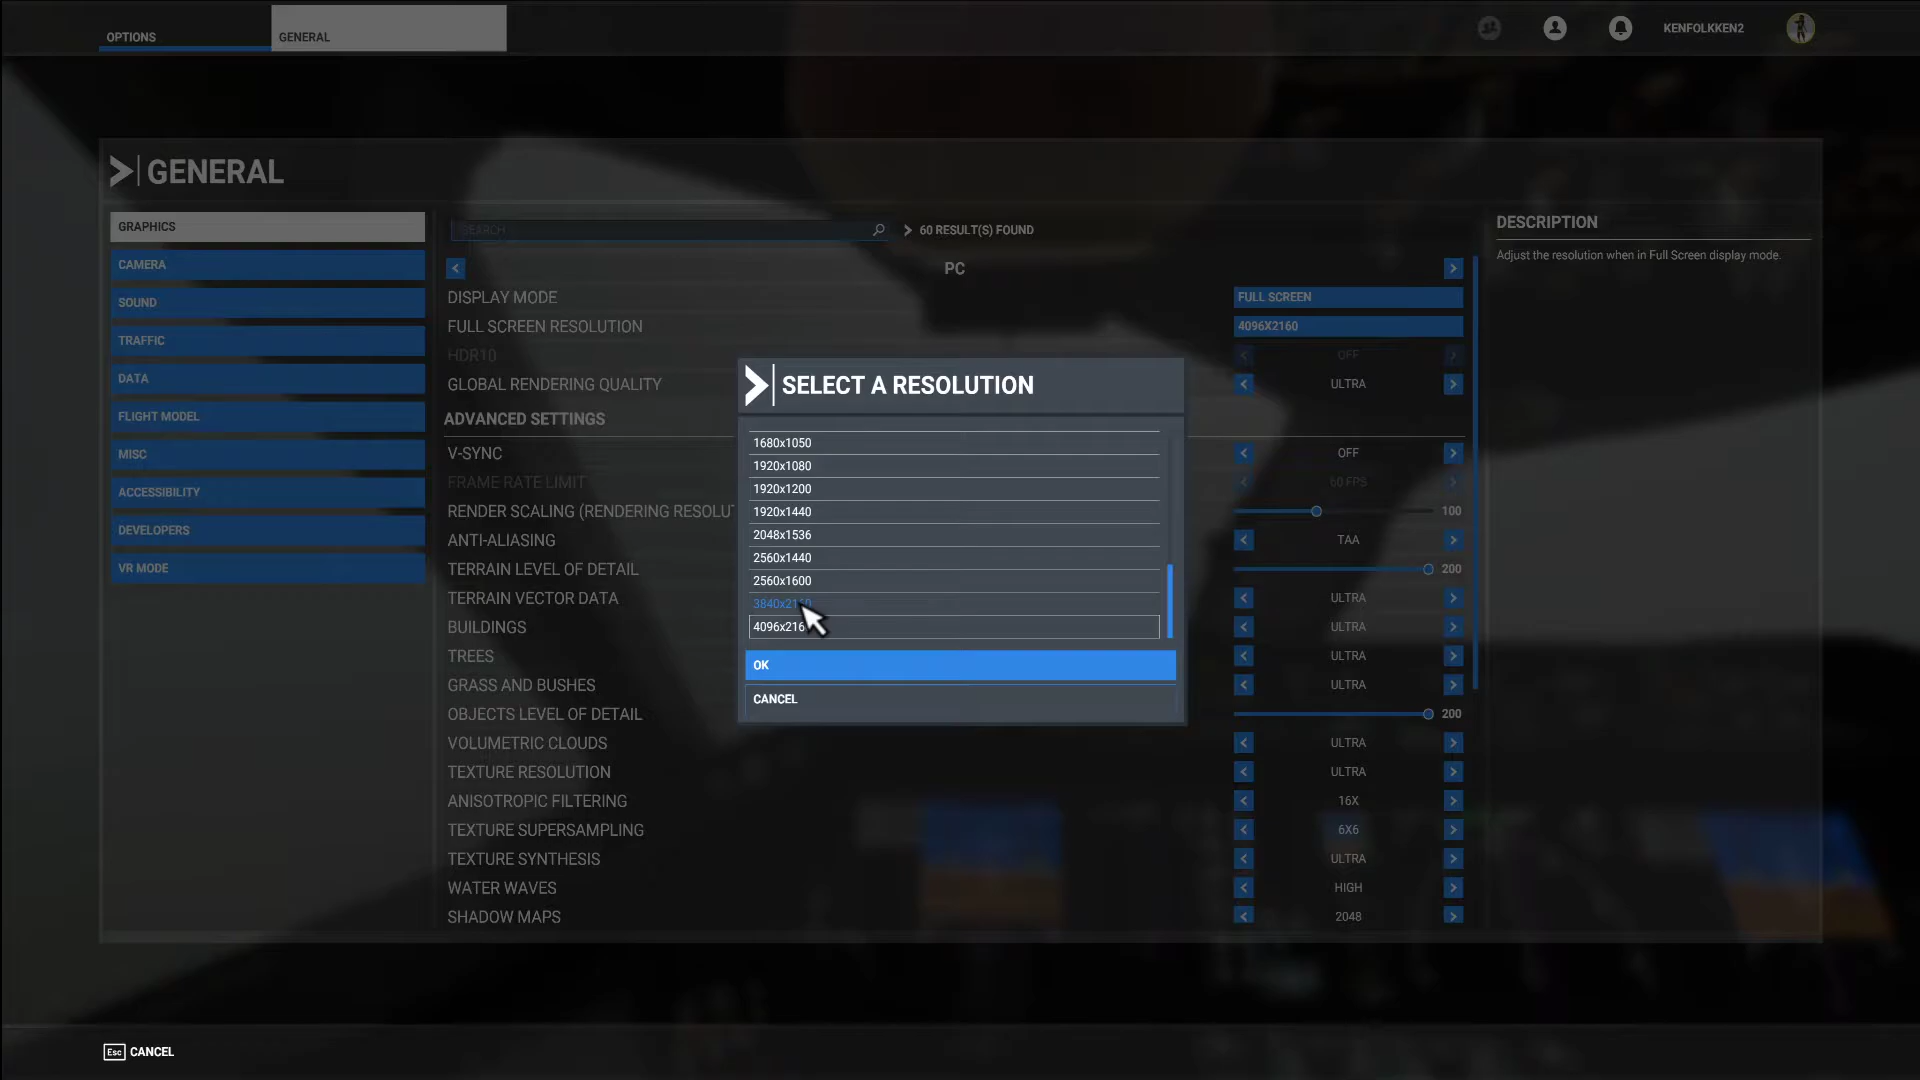 OPTIONS
GENERAL
KENFOLKKEN2
GENERAL
GRAPHICS
CAMERA
SOUND
TRAFFIC
DATA
FLIGHT MODEL
MISC
ACCESSIBILITY
DEVELOPERS
VR MODE
SEARCH
60 RESULT(S) FOUND
PC
DISPLAY MODE
FULL SCREEN
FULL SCREEN RESOLUTION
4096X2160
HDR10
OFF
GLOBAL RENDERING QUALITY
ULTRA
ADVANCED SETTINGS
V-SYNC
OFF
FRAME RATE LIMIT
60 FPS
RENDER SCALING (RENDERING RESOLUT
100
ANTI-ALIASING
TAA
TERRAIN LEVEL OF DETAIL
200
TERRAIN VECTOR DATA
ULTRA
BUILDINGS
ULTRA
TREES
ULTRA
GRASS AND BUSHES
ULTRA
OBJECTS LEVEL OF DETAIL
200
VOLUMETRIC CLOUDS
ULTRA
TEXTURE RESOLUTION
ULTRA
ANISOTROPIC FILTERING
16X
TEXTURE SUPERSAMPLING
6X6
TEXTURE SYNTHESIS
ULTRA
WATER WAVES
HIGH
SHADOW MAPS
2048
SELECT A RESOLUTION
1680x1050
1920x1080
1920x1200
1920x1440
2048x1536
2560x1440
2560x1600
3840x2160
4096x216
OK
CANCEL
DESCRIPTION
Adjust the resolution when in Full Screen display mode.
Esc CANCEL